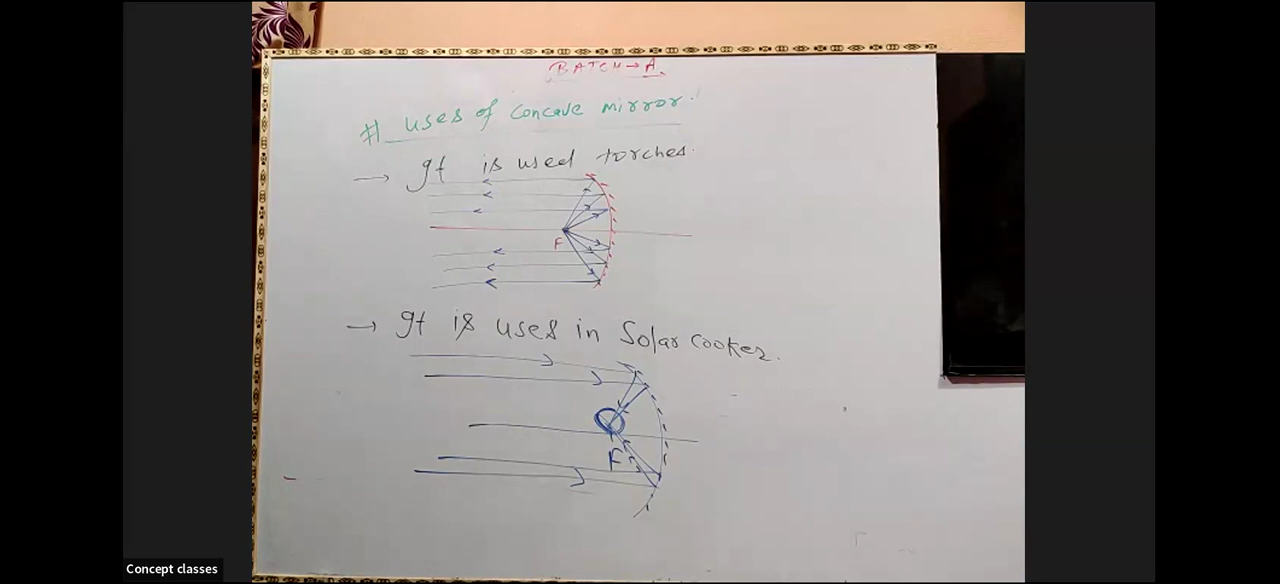 BATCH → A
# uses of concave mirror.
→ It is used torches.
F
→ It is uses in Solar cooker.
F
Concept classes